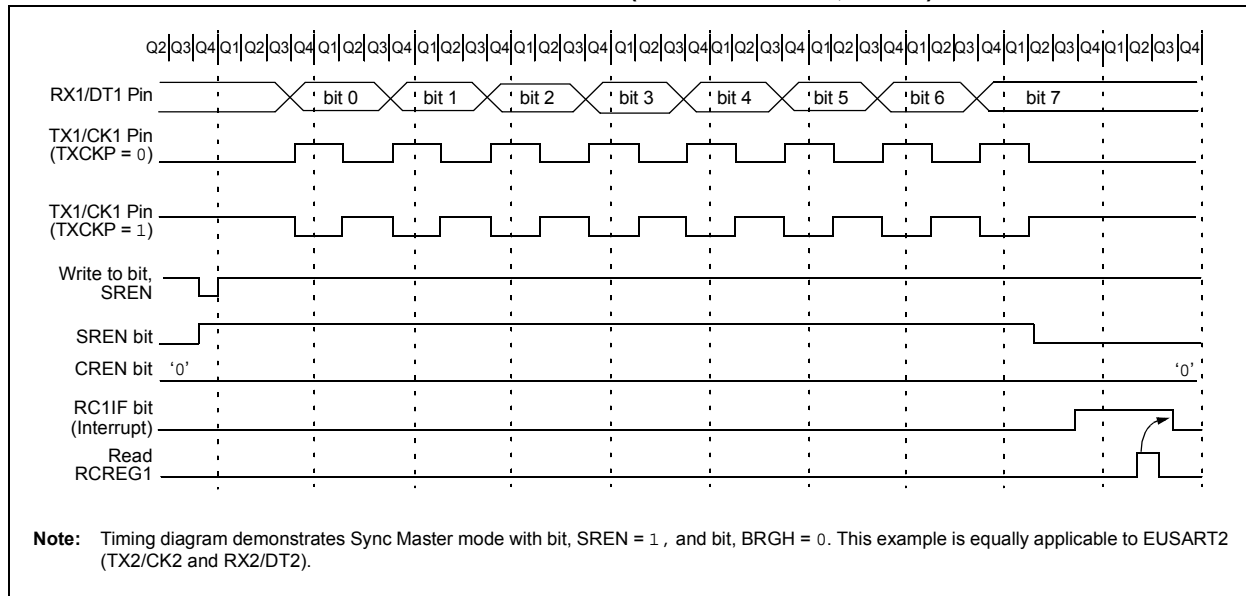 Q2 Q3 Q4 Q1 Q2 Q3 Q4 Q1 Q2 Q3 Q4 Q1 Q2 Q3 Q4 Q1 Q2 Q3 Q4 Q1 Q2 Q3 Q4 Q1 Q2 Q3 Q4 Q1 Q2 Q3 Q4 Q1 Q2 Q3 Q4 Q1 Q2 Q3 Q4 Q1 Q2 Q3 Q4
RX1/DT1 Pin bit 0 bit 1 bit 2 bit 3 bit 4 bit 5 bit 6 bit 7
TX1/CK1 Pin
(TXCKP = 0)
TX1/CK1 Pin
(TXCKP = 1)
Write to bit,
SREN
SREN bit
CREN bit ‘0’ ‘0’
RC1IF bit
(Interrupt)
Read
RCREG1
Note: Timing diagram demonstrates Sync Master mode with bit, SREN = 1, and bit, BRGH = 0. This example is equally applicable to EUSART2
(TX2/CK2 and RX2/DT2).